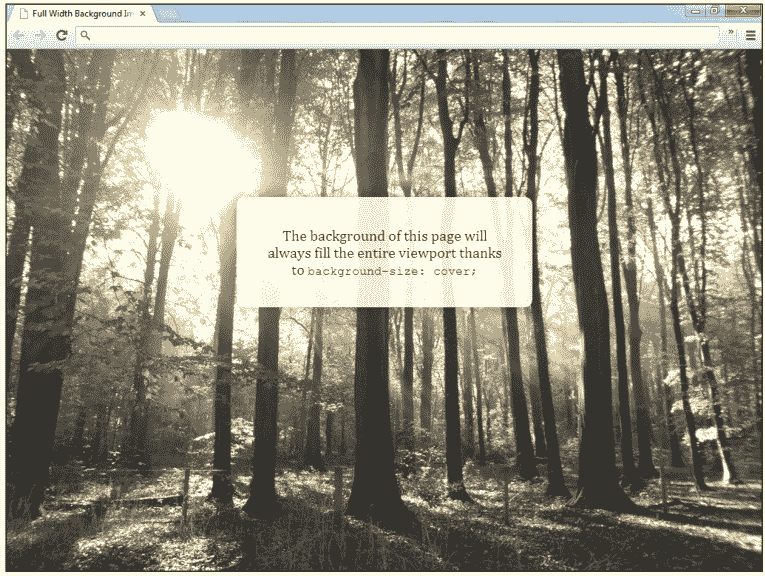 Full Width Background Im
The background of this page will
always fill the entire viewport thanks
to background-size: cover;